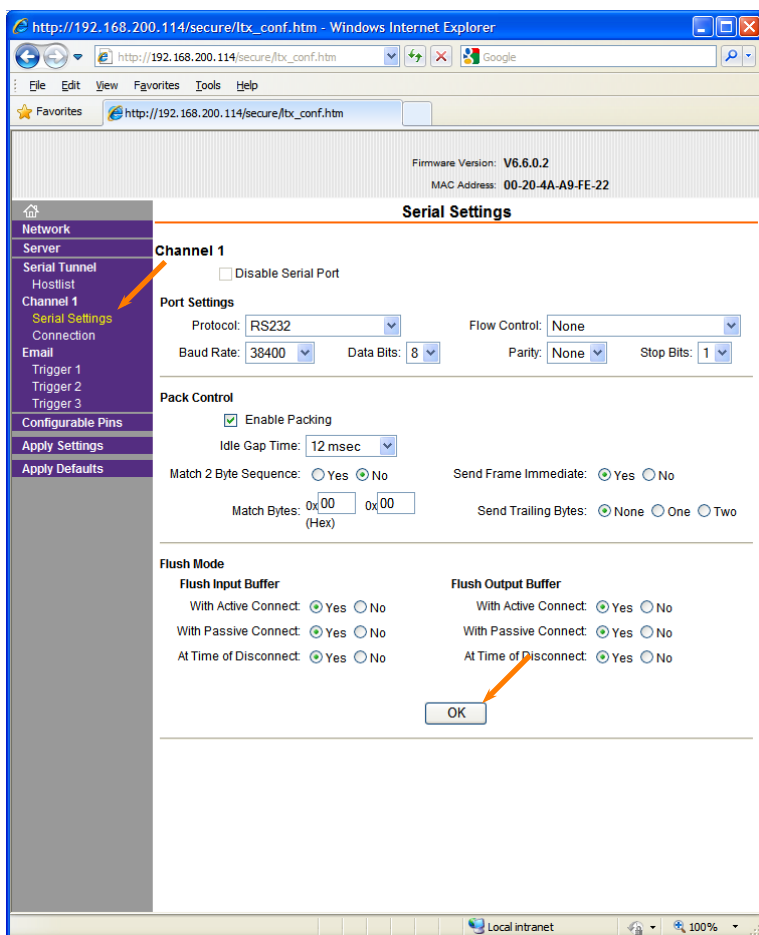 http://192.168.200.114/secure/ltx_conf.htm - Windows Internet Explorer
http://192.168.200.114/secure/ltx_conf.htm
Google
File Edit View Favorites Tools Help
Favorites
http://192.168.200.114/secure/ltx_conf.htm
Firmware Version: V6.6.0.2
MAC Address: 00-20-4A-A9-FE-22
Network
Server
Serial Tunnel
Hostlist
Channel 1
Serial Settings
Connection
Email
Trigger 1
Trigger 2
Trigger 3
Configurable Pins
Apply Settings
Apply Defaults
Serial Settings
Channel 1
Disable Serial Port
Port Settings
Protocol: RS232 Flow Control: None
Baud Rate: 38400 Data Bits: 8 Parity: None Stop Bits: 1
Pack Control
Enable Packing
Idle Gap Time: 12 msec
Match 2 Byte Sequence: Yes No Send Frame Immediate: Yes No
Match Bytes: 0x 00 0x 00 Send Trailing Bytes: None One Two
(Hex)
Flush Mode
Flush Input Buffer Flush Output Buffer
With Active Connect: Yes No With Active Connect: Yes No
With Passive Connect: Yes No With Passive Connect: Yes No
At Time of Disconnect: Yes No At Time of Disconnect: Yes No
OK
Local intranet 100%